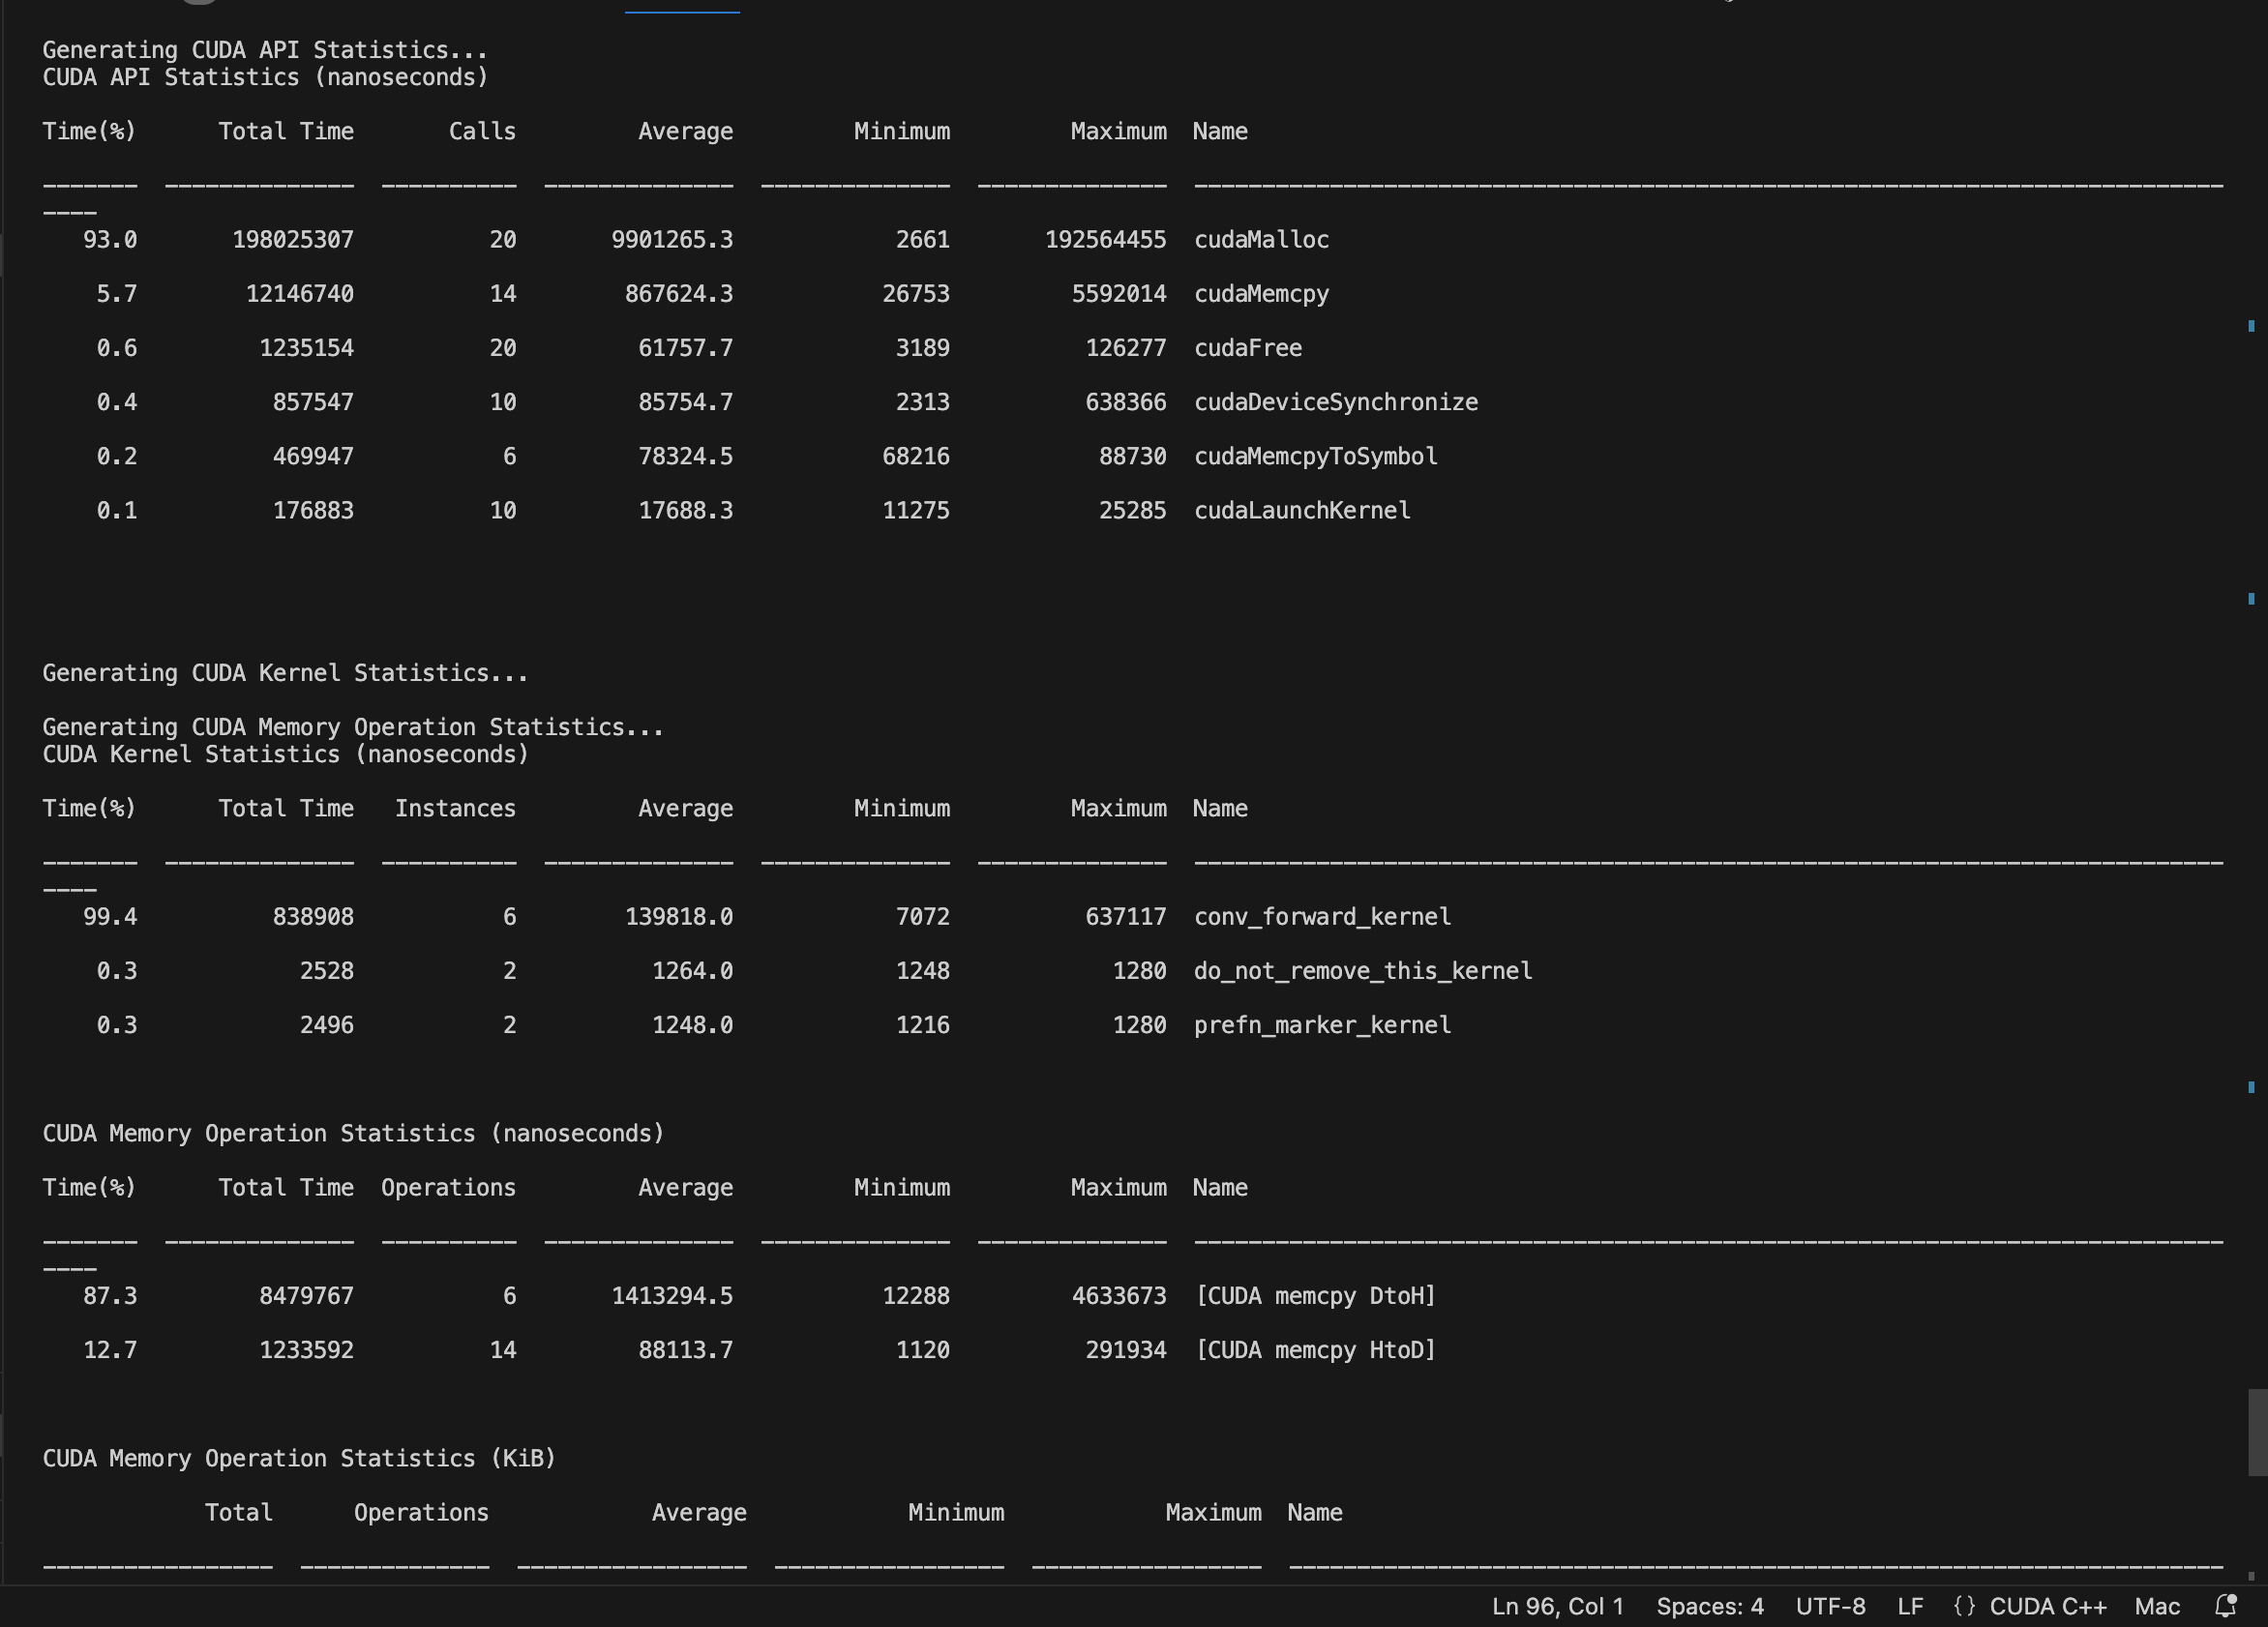 Generating CUDA API Statistics...
CUDA API Statistics (nanoseconds)
Time(%) Total Time Calls Average Minimum Maximum Name
------- -------------- ---------- -------------- -------------- -------------- ----------------------------------------------------------------------------
----
93.0 198025307 20 9901265.3 2661 192564455 cudaMalloc
5.7 12146740 14 867624.3 26753 5592014 cudaMemcpy
0.6 1235154 20 61757.7 3189 126277 cudaFree
0.4 857547 10 85754.7 2313 638366 cudaDeviceSynchronize
0.2 469947 6 78324.5 68216 88730 cudaMemcpyToSymbol
0.1 176883 10 17688.3 11275 25285 cudaLaunchKernel
Generating CUDA Kernel Statistics...
Generating CUDA Memory Operation Statistics...
CUDA Kernel Statistics (nanoseconds)
Time(%) Total Time Instances Average Minimum Maximum Name
------- -------------- ---------- -------------- -------------- -------------- ----------------------------------------------------------------------------
----
99.4 838908 6 139818.0 7072 637117 conv_forward_kernel
0.3 2528 2 1264.0 1248 1280 do_not_remove_this_kernel
0.3 2496 2 1248.0 1216 1280 prefn_marker_kernel
CUDA Memory Operation Statistics (nanoseconds)
Time(%) Total Time Operations Average Minimum Maximum Name
------- -------------- ---------- -------------- -------------- -------------- ----------------------------------------------------------------------------
----
87.3 8479767 6 1413294.5 12288 4633673 [CUDA memcpy DtoH]
12.7 1233592 14 88113.7 1120 291934 [CUDA memcpy HtoD]
CUDA Memory Operation Statistics (KiB)
Total Operations Average Minimum Maximum Name
----------------- -------------- ----------------- ----------------- ----------------- ---------------------------------------------------------------------
Ln 96, Col 1 Spaces: 4 UTF-8 LF {} CUDA C++ Mac